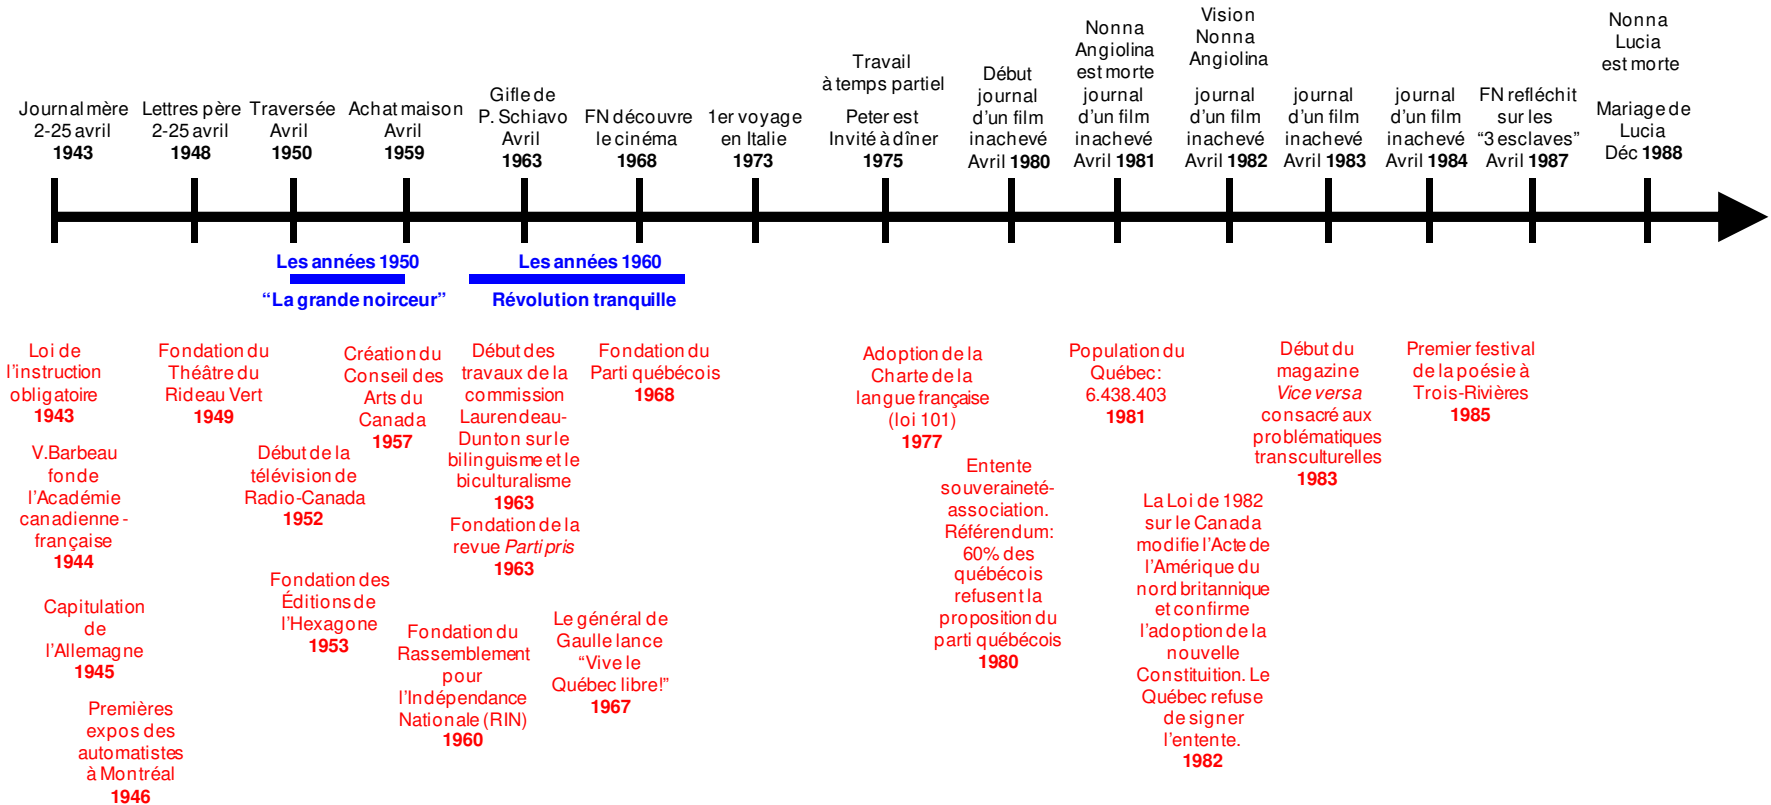 Journal mère
2-25 avril
1943
Lettres père
2-25 avril
1948
Traversée
Avril
1950
Achat maison
Avril
1959
Gifle de
P. Schiavo
Avril
1963
FN découvre
le cinéma
1968
1er voyage
en Italie
1973
Travail
à temps partiel
Peter est
Invité à dîner
1975
Début
journal
d'un film
inachevé
Avril 1980
Nonna
Angiolina
est morte
journal
d'un film
inachevé
Avril 1981
Vision
Nonna
Angiolina
journal
d'un film
inachevé
Avril 1982
journal
d'un film
inachevé
Avril 1983
journal
d'un film
inachevé
Avril 1984
FN refléchit
sur les
“3 esclaves”
Avril 1987
Nonna
Lucia
est morte
Mariage de
Lucia
Déc 1988
Les années 1950
“La grande noirceur”
Les années 1960
Révolution tranquille
Loi de
l'instruction
obligatoire
1943
V.Barbeau
fonde
l'Académie
canadienne-
française
1944
Capitulation
de
l'Allemagne
1945
Premières
expos des
automatistes
à Montréal
1946
Fondation du
Théâtre du
Rideau Vert
1949
Début de la
télévision de
Radio-Canada
1952
Fondation des
Éditions de
l'Hexagone
1953
Création du
Conseil des
Arts du
Canada
1957
Fondation du
Rassemblement
pour
l'Indépendance
Nationale (RIN)
1960
Début des
travaux de la
commission
Laurendeau-
Dunton sur le
bilinguisme et le
biculturalisme
1963
Fondation de la
revue Parti pris
1963
Le général de
Gaulle lance
“Vive le
Québec libre!”
1967
Fondation du
Parti québécois
1968
Adoption de la
Charte de la
langue française
(loi 101)
1977
Entente
souveraineté-
association.
Référendum:
60% des
québécois
refusent la
proposition du
parti québécois
1980
Population du
Québec:
6.438.403
1981
La Loi de 1982
sur le Canada
modifie l'Acte de
l'Amérique du
nord britannique
et confirme
l'adoption de la
nouvelle
Constituition. Le
Québec refuse
de signer
l'entente.
1982
Début du
magazine
Vice versa
consacré aux
problématiques
transculturelles
1983
Premier festival
de la poésie à
Trois-Rivières
1985